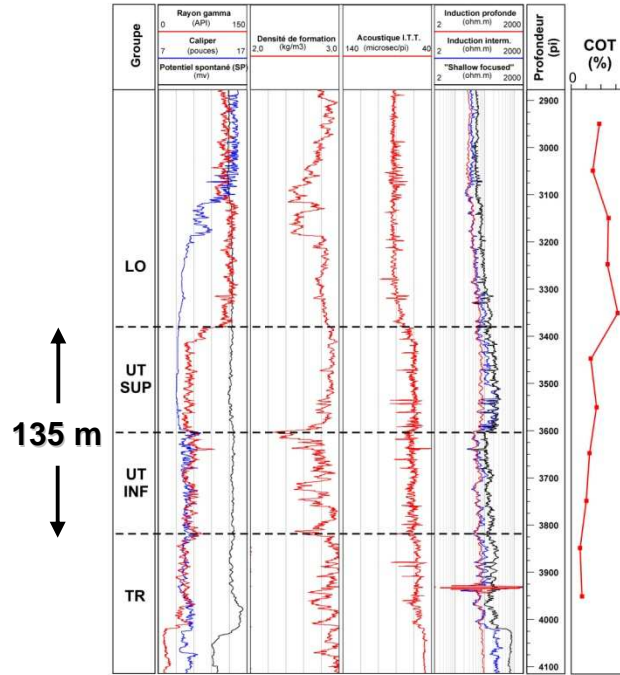 Groupe
Rayon gamma
0 (API) 150
Caliper
7 (pouces) 17
Potentiel spontané (SP)
(mv)
Densité de formation
2.0 (kg/m3) 3.0
Acoustique I.T.T.
140 (microsec/pi) 40
Induction profonde
2 (ohm.m) 2000
Induction interm.
2 (ohm.m) 2000
"Shallow focused"
2 (ohm.m) 2000
Profondeur
(pi)
COT
(%)
0
2900
3000
3100
3200
LO
3300
3400
UT
SUP
3500
135 m
3600
UT
INF
3700
3800
TR
3900
4000
4100